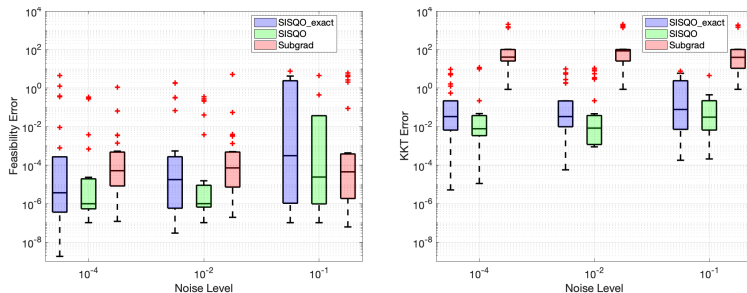 SISQO_exact
SISQO
Subgrad
10^4
10^2
10^0
10^-2
10^-4
10^-6
10^-8
Feasibility Error
10^-4
10^-2
10^-1
Noise Level
SISQO_exact
SISQO
Subgrad
10^4
10^2
10^0
10^-2
10^-4
10^-6
10^-8
KKT Error
10^-4
10^-2
10^-1
Noise Level